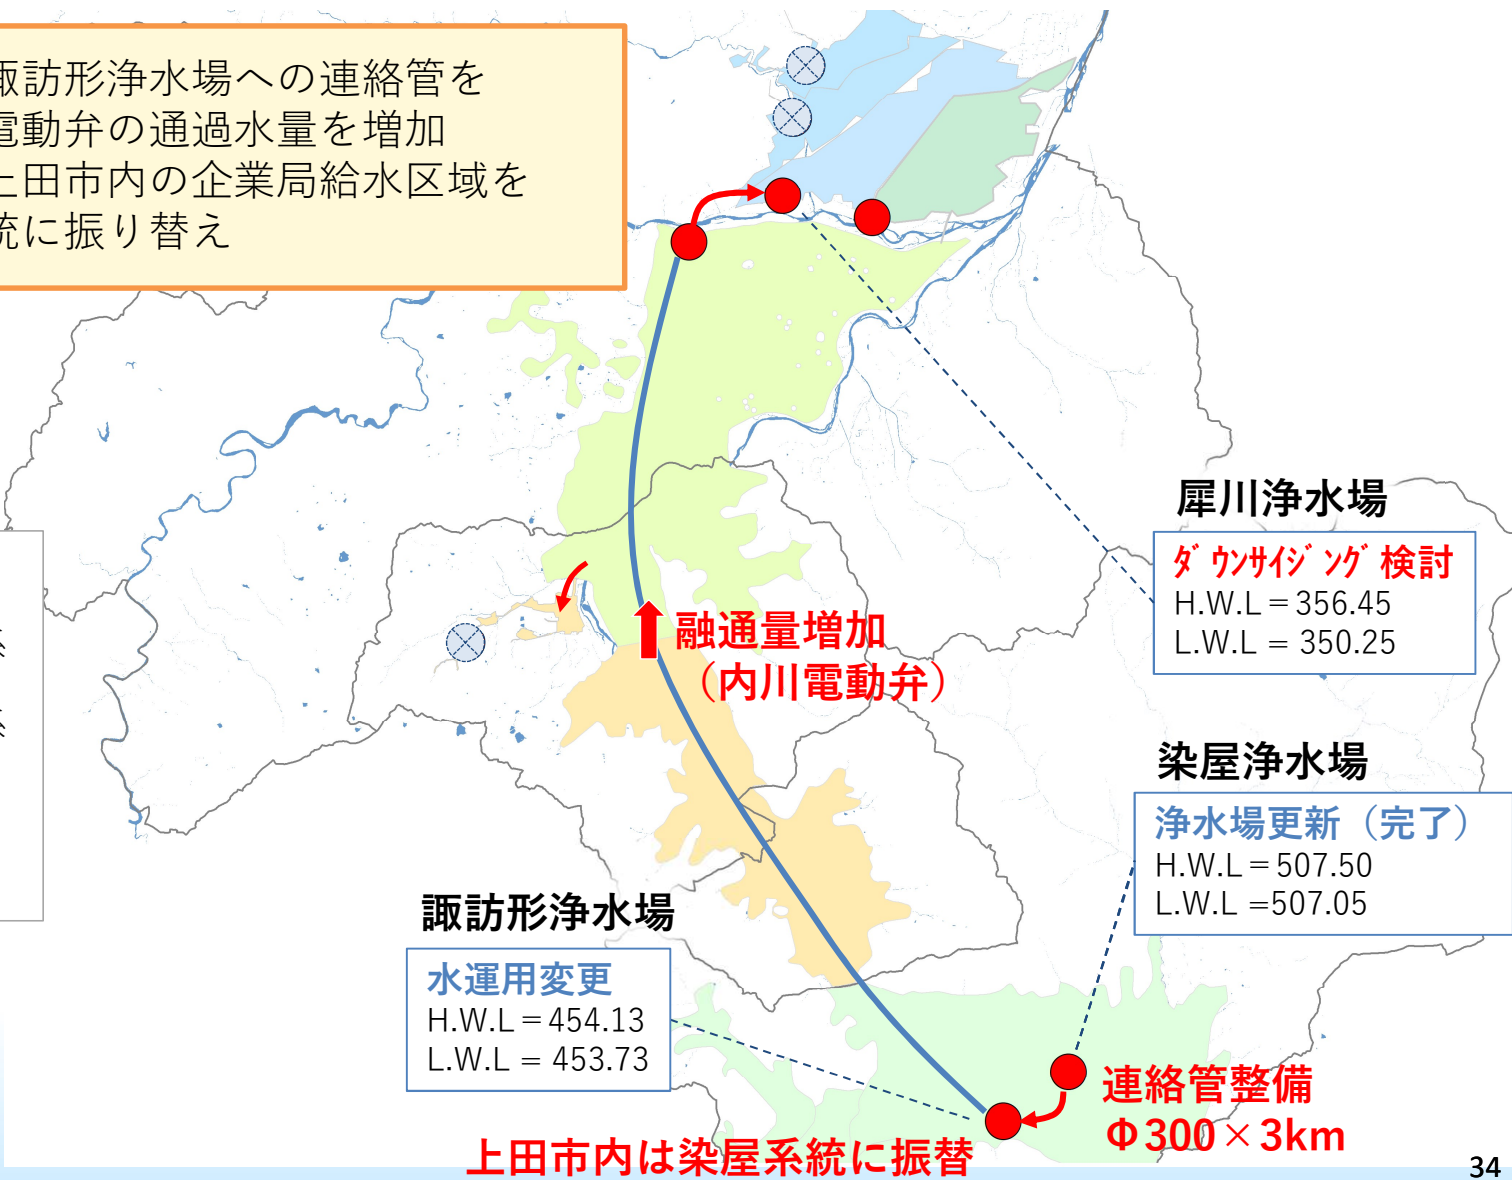 諏訪形浄水場への連絡管を
電動弁の通過水量を増加
上田市内の企業局給水区域を
統に振り替え
犀川浄水場
ﾀﾞｳﾝｻｲｼﾞﾝｸﾞ検討
H.W.L＝356.45
L.W.L = 350.25
融通量増加
（内川電動弁）
染屋浄水場
浄水場更新（完了）
H.W.L＝507.50
L.W.L =507.05
諏訪形浄水場
水運用変更
H.W.L＝454.13
L.W.L = 453.73
連絡管整備
Φ300×3km
上田市内は染屋系統に振替
34